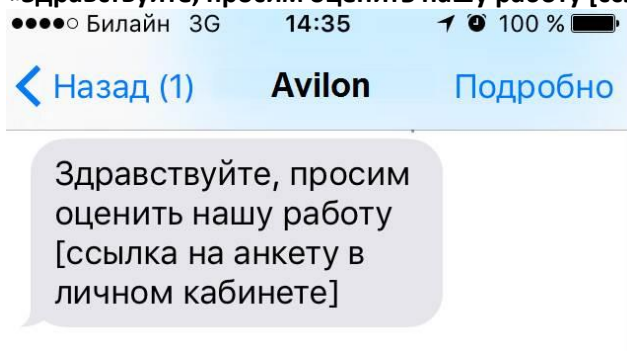 ●●●●○ Билайн 3G 14:35 100 %
Назад (1) Avilon Подробно
Здравствуйте, просим
оценить нашу работу
[ссылка на анкету в
личном кабинете]